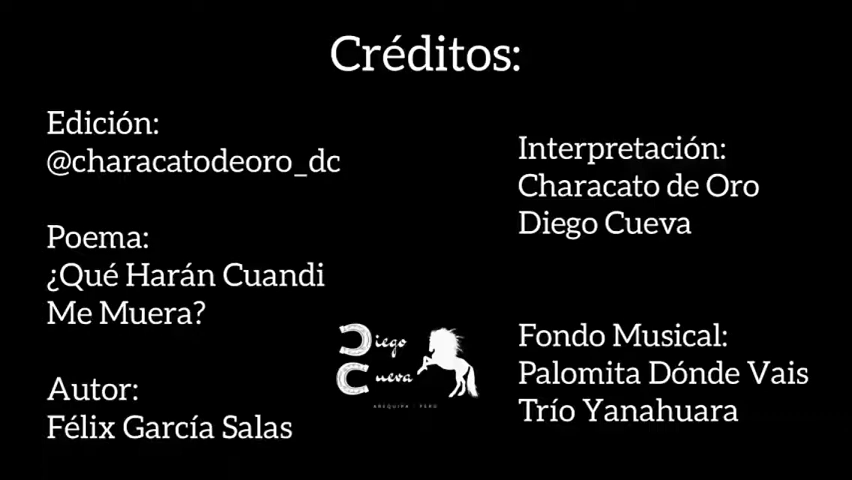 Créditos:
Edición:
@characatodeoro_dc
Poema:
¿Qué Harán Cuandi
Me Muera?
Autor:
Félix García Salas
Interpretación:
Characato de Oro
Diego Cueva
Diego
Cueva
AREQUIPA - PERÚ
Fondo Musical:
Palomita Dónde Vais
Trío Yanahuara